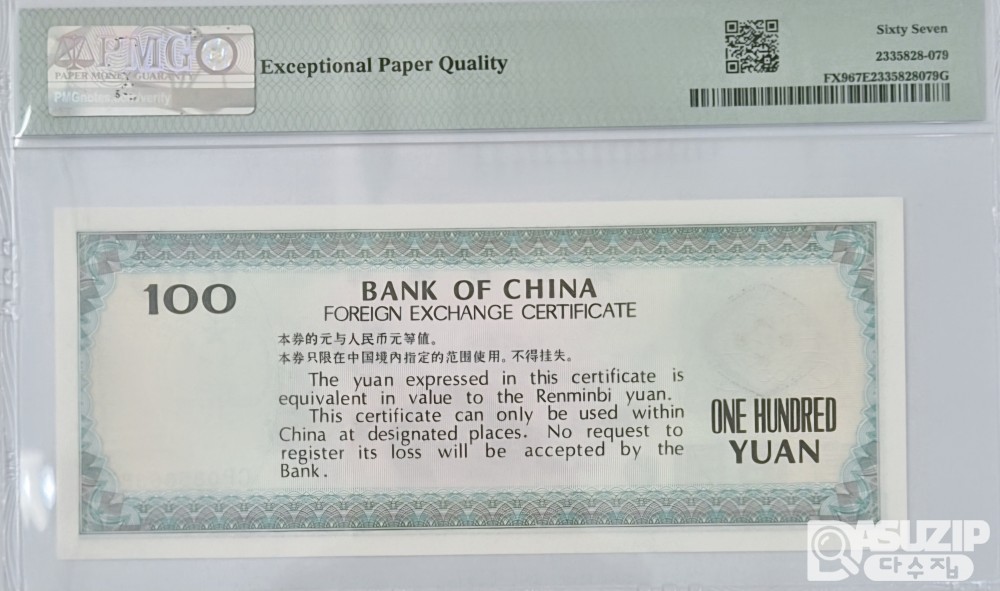 PMG
PAPER MONEY GUARANTY
Exceptional Paper Quality
Sixty Seven
2335828-079
FX967E2335828079G
100
BANK OF CHINA
FOREIGN EXCHANGE CERTIFICATE
本券的元与人民币元等值。
本券只限在中国境内指定的范围使用。不得挂失。
The yuan expressed in this certificate is
equivalent in value to the Renminbi yuan.
This certificate can only be used within
China at designated places. No request to
register its loss will be accepted by the
Bank.
ONE HUNDRED
YUAN
DASUZIP
다수집